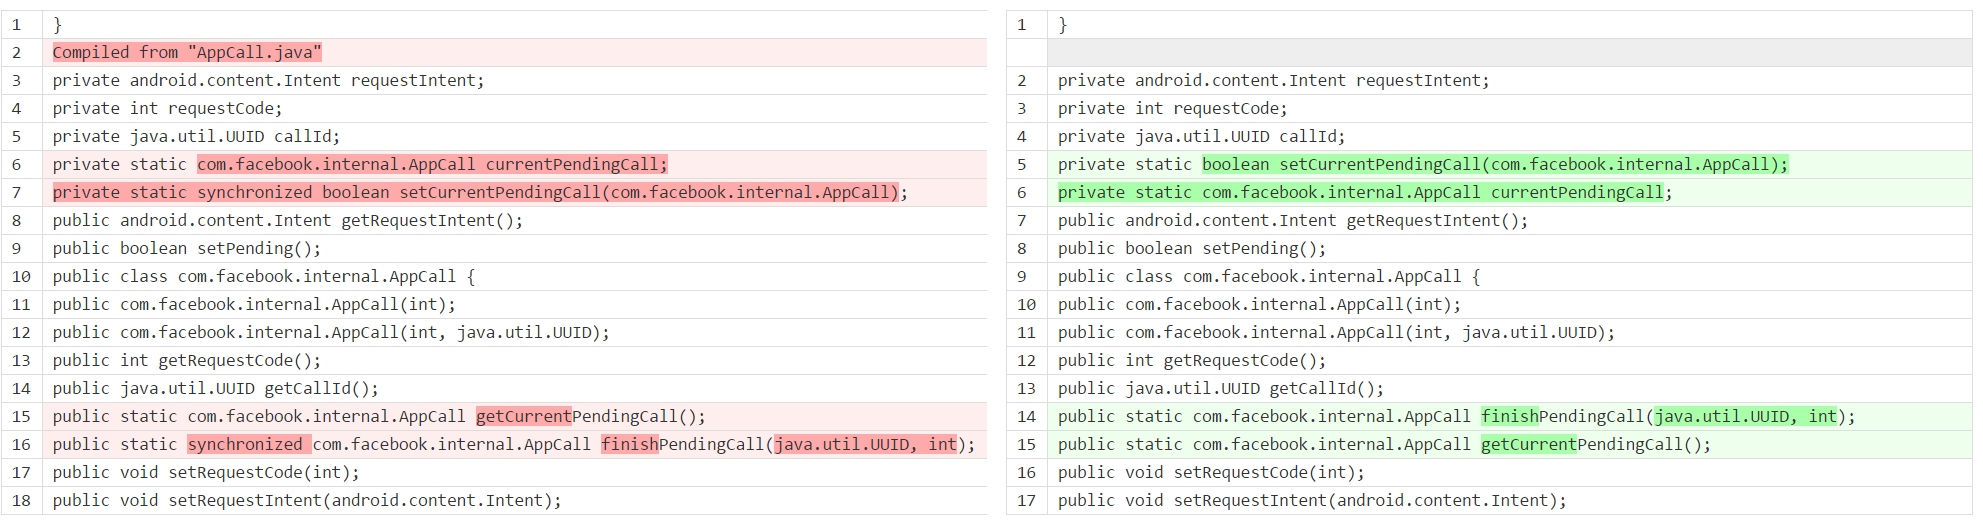 1 }
2 Compiled from "AppCall.java"
3 private android.content.Intent requestIntent;
4 private int requestCode;
5 private java.util.UUID callId;
6 private static com.facebook.internal.AppCall currentPendingCall;
7 private static synchronized boolean setCurrentPendingCall(com.facebook.internal.AppCall);
8 public android.content.Intent getRequestIntent();
9 public boolean setPending();
10 public class com.facebook.internal.AppCall {
11 public com.facebook.internal.AppCall(int);
12 public com.facebook.internal.AppCall(int, java.util.UUID);
13 public int getRequestCode();
14 public java.util.UUID getCallId();
15 public static com.facebook.internal.AppCall getCurrentPendingCall();
16 public static synchronized com.facebook.internal.AppCall finishPendingCall(java.util.UUID, int);
17 public void setRequestCode(int);
18 public void setRequestIntent(android.content.Intent);
1 }
2 private android.content.Intent requestIntent;
3 private int requestCode;
4 private java.util.UUID callId;
5 private static boolean setCurrentPendingCall(com.facebook.internal.AppCall);
6 private static com.facebook.internal.AppCall currentPendingCall;
7 public android.content.Intent getRequestIntent();
8 public boolean setPending();
9 public class com.facebook.internal.AppCall {
10 public com.facebook.internal.AppCall(int);
11 public com.facebook.internal.AppCall(int, java.util.UUID);
12 public int getRequestCode();
13 public java.util.UUID getCallId();
14 public static com.facebook.internal.AppCall finishPendingCall(java.util.UUID, int);
15 public static com.facebook.internal.AppCall getCurrentPendingCall();
16 public void setRequestCode(int);
17 public void setRequestIntent(android.content.Intent);